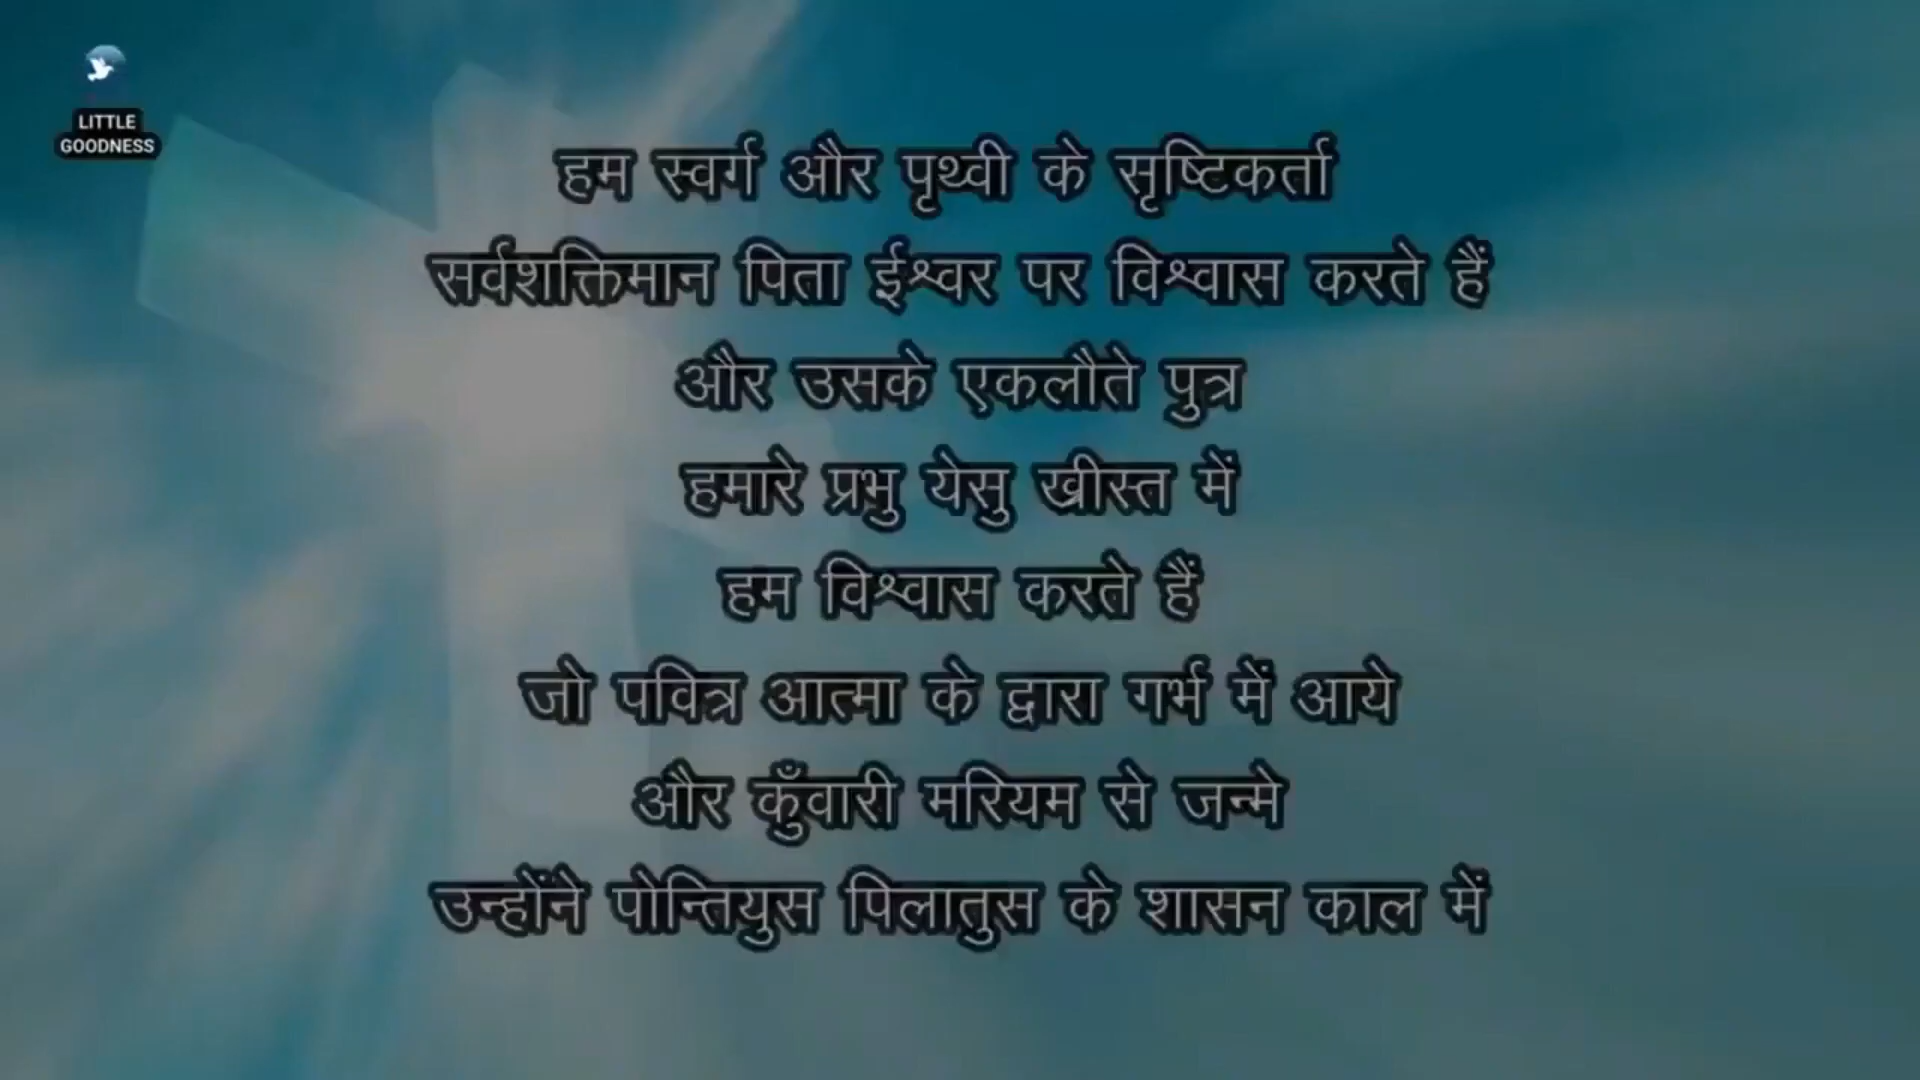 LITTLE
GOODNESS
हम स्वर्ग और पृथ्वी के सृष्टिकर्ता
सर्वशक्तिमान पिता ईश्वर पर विश्वास करते हैं
और उसके एकलौते पुत्र
हमारे प्रभु येसु ख्रीस्त में
हम विश्वास करते हैं
जो पवित्र आत्मा के द्वारा गर्भ में आये
और कुँवारी मरियम से जन्मे
उन्होंने पोन्तियुस पिलातुस के शासन काल में